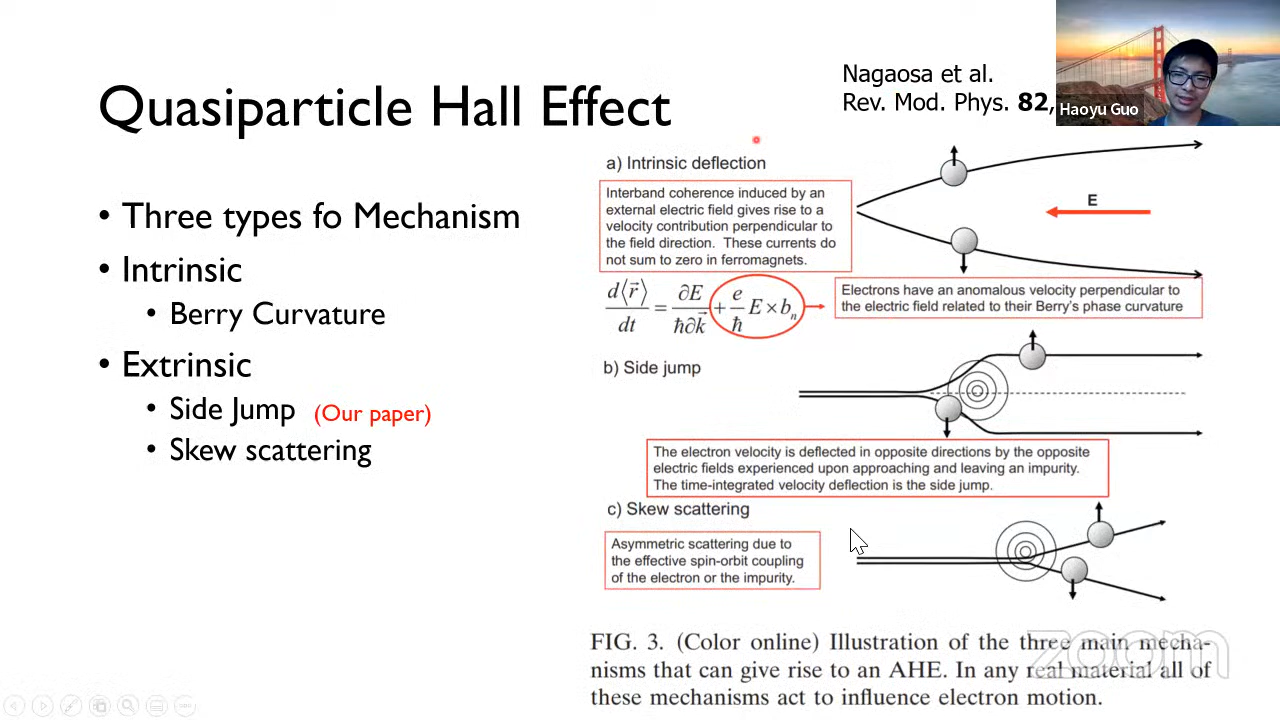 Quasiparticle Hall Effect
Nagaosa et al.
Rev. Mod. Phys. 82,
Haoyu Guo
• Three types fo Mechanism
• Intrinsic
• Berry Curvature
• Extrinsic
• Side Jump (Our paper)
• Skew scattering
a) Intrinsic deflection
Interband coherence induced by an
external electric field gives rise to a
velocity contribution perpendicular to
the field direction. These currents do
not sum to zero in ferromagnets.
E
d⟨r⃗⟩/dt = ∂E/ħ∂k⃗ + e/ħ E × bₙ
Electrons have an anomalous velocity perpendicular to
the electric field related to their Berry's phase curvature
b) Side jump
The electron velocity is deflected in opposite directions by the opposite
electric fields experienced upon approaching and leaving an impurity.
The time-integrated velocity deflection is the side jump.
c) Skew scattering
Asymmetric scattering due to
the effective spin-orbit coupling
of the electron or the impurity.
FIG. 3. (Color online) Illustration of the three main mecha-
nisms that can give rise to an AHE. In any real material all of
these mechanisms act to influence electron motion.
zoom